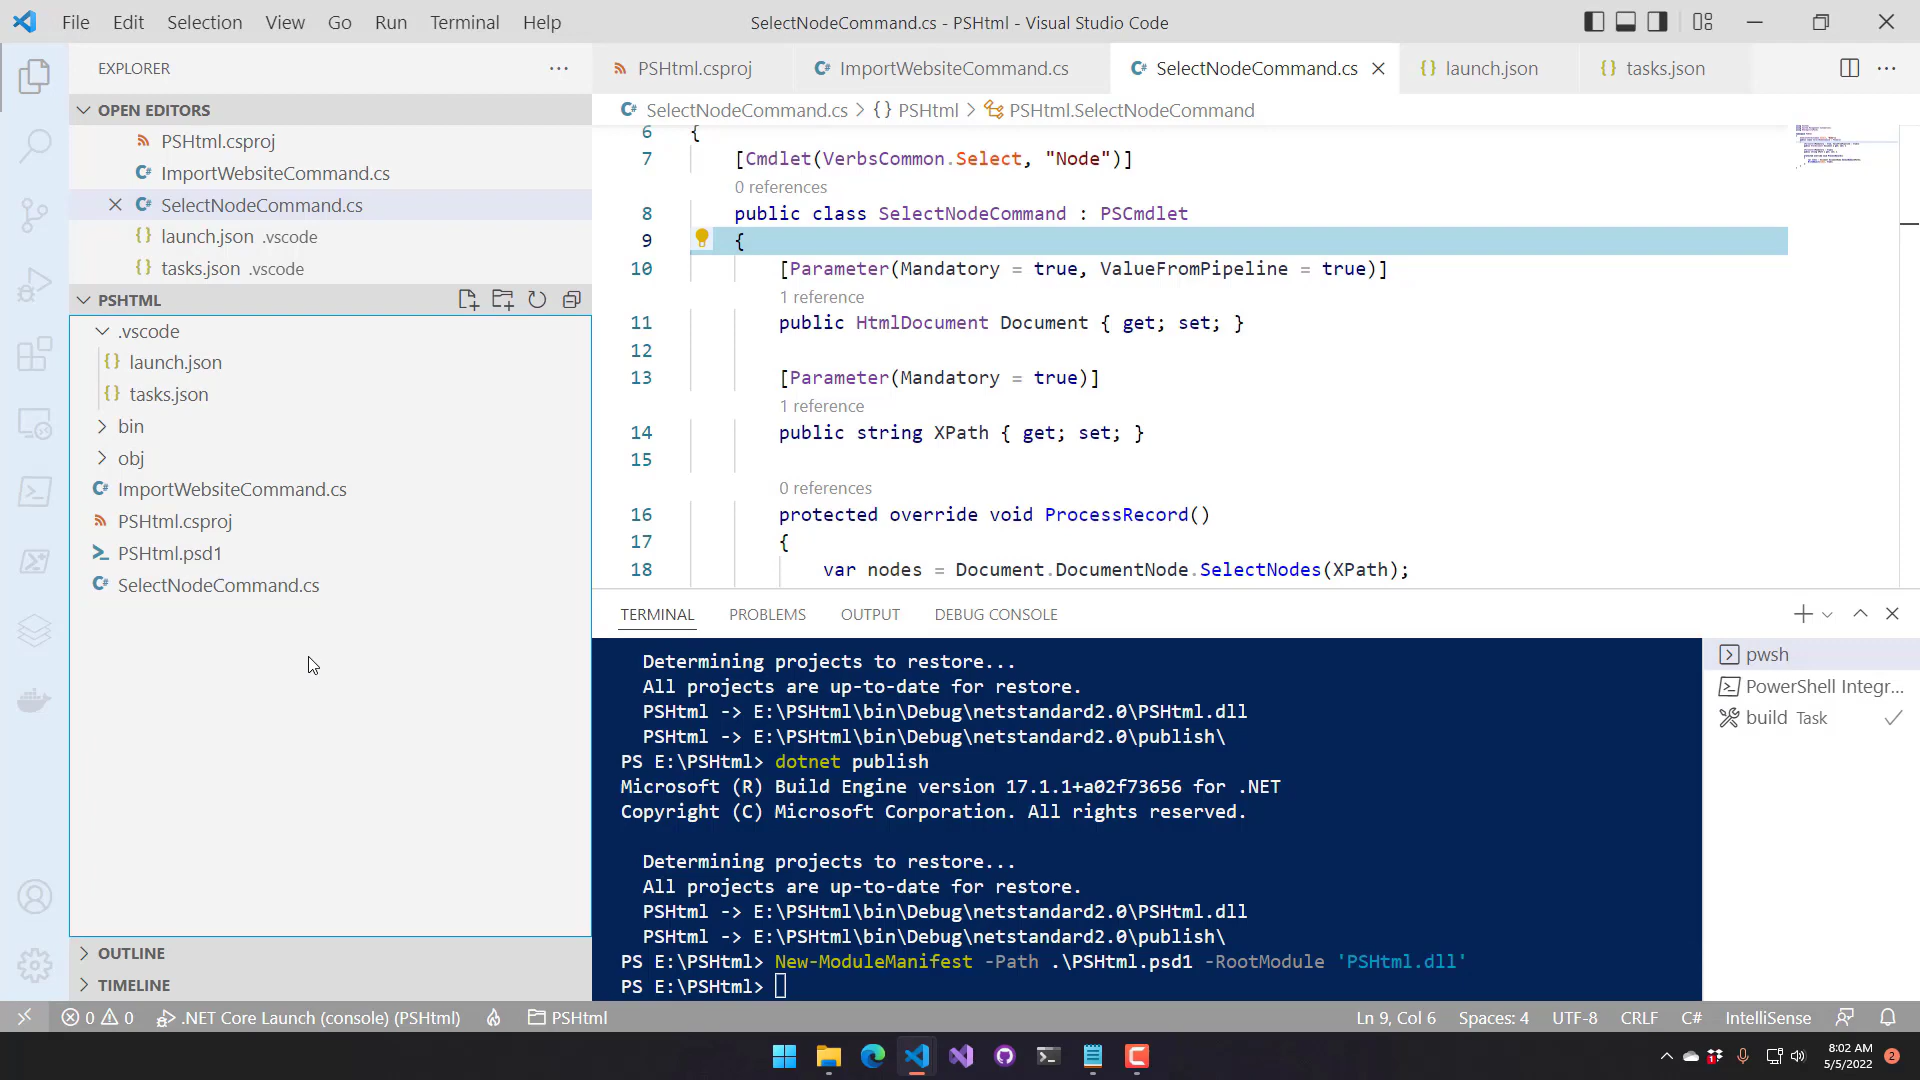 File Edit Selection View Go Run Terminal Help
SelectNodeCommand.cs - PSHtml - Visual Studio Code
EXPLORER
OPEN EDITORS
PSHtml.csproj
ImportWebsiteCommand.cs
SelectNodeCommand.cs
launch.json .vscode
tasks.json .vscode
PSHTML
.vscode
launch.json
tasks.json
bin
obj
ImportWebsiteCommand.cs
PSHtml.csproj
PSHtml.psd1
SelectNodeCommand.cs
OUTLINE
TIMELINE
PSHtml.csproj ImportWebsiteCommand.cs SelectNodeCommand.cs launch.json tasks.json
SelectNodeCommand.cs > {} PSHtml > PSHtml.SelectNodeCommand
6 {
7 [Cmdlet(VerbsCommon.Select, "Node")]
0 references
8 public class SelectNodeCommand : PSCmdlet
9 {
10 [Parameter(Mandatory = true, ValueFromPipeline = true)]
1 reference
11 public HtmlDocument Document { get; set; }
12
13 [Parameter(Mandatory = true)]
1 reference
14 public string XPath { get; set; }
15
0 references
16 protected override void ProcessRecord()
17 {
18 var nodes = Document.DocumentNode.SelectNodes(XPath);
TERMINAL PROBLEMS OUTPUT DEBUG CONSOLE
Determining projects to restore...
All projects are up-to-date for restore.
PSHtml -> E:\PSHtml\bin\Debug\netstandard2.0\PSHtml.dll
PSHtml -> E:\PSHtml\bin\Debug\netstandard2.0\publish\
PS E:\PSHtml> dotnet publish
Microsoft (R) Build Engine version 17.1.1+a02f73656 for .NET
Copyright (C) Microsoft Corporation. All rights reserved.
Determining projects to restore...
All projects are up-to-date for restore.
PSHtml -> E:\PSHtml\bin\Debug\netstandard2.0\PSHtml.dll
PSHtml -> E:\PSHtml\bin\Debug\netstandard2.0\publish\
PS E:\PSHtml> New-ModuleManifest -Path .\PSHtml.psd1 -RootModule 'PSHtml.dll'
PS E:\PSHtml>
pwsh
PowerShell Integr...
build Task
0 0 .NET Core Launch (console) (PSHtml) PSHtml Ln 9, Col 6 Spaces: 4 UTF-8 CRLF C# IntelliSense
8:02 AM
5/5/2022
2